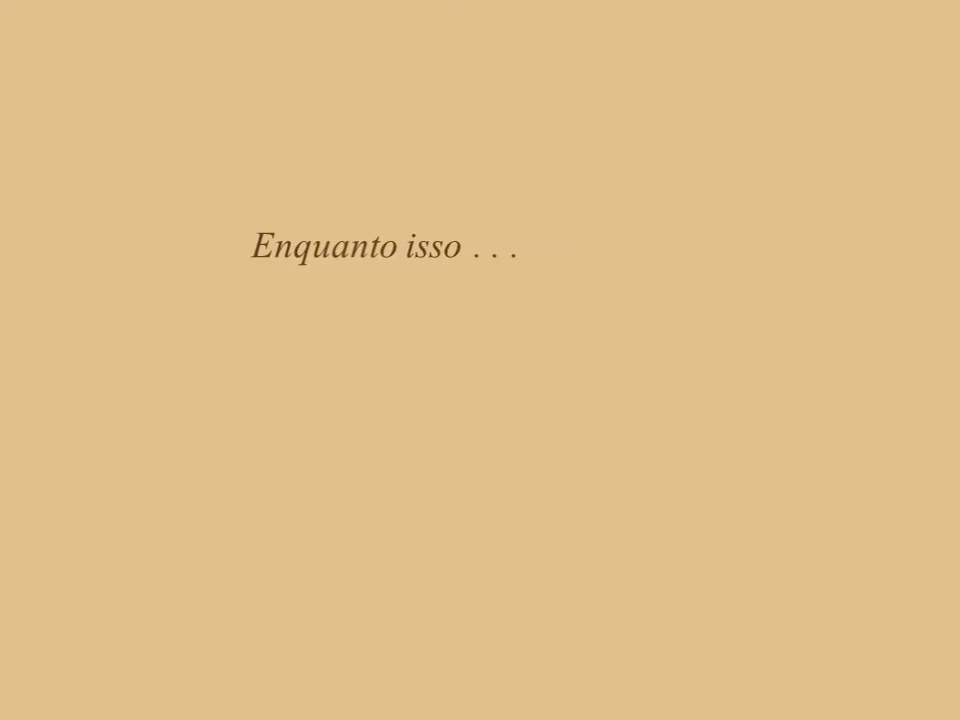 Enquanto isso . . .